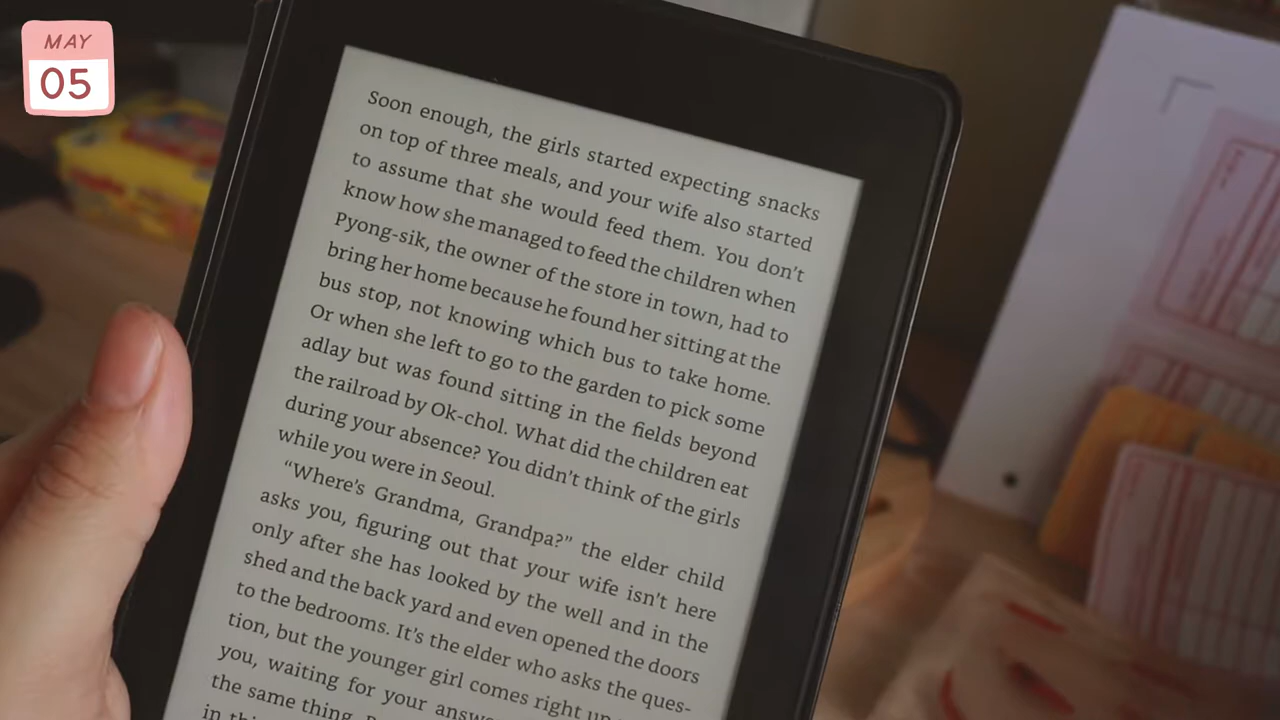 MAY
05
Soon enough, the girls started expecting snacks
on top of three meals, and your wife also started
to assume that she would feed them. You don't
know how she managed to feed the children when
Pyong-sik, the owner of the store in town, had to
bring her home because he found her sitting at the
bus stop, not knowing which bus to take home.
Or when she left to go to the garden to pick some
adlay but was found sitting in the fields beyond
the railroad by Ok-chol. What did the children eat
during your absence? You didn't think of the girls
while you were in Seoul.
“Where's Grandma, Grandpa?” the elder child
asks you, figuring out that your wife isn't here
only after she has looked by the well and in the
shed and the back yard and even opened the doors
to the bedrooms. It's the elder who asks the ques-
tion, but the younger girl comes right up
you, waiting for your
the same thing.
in